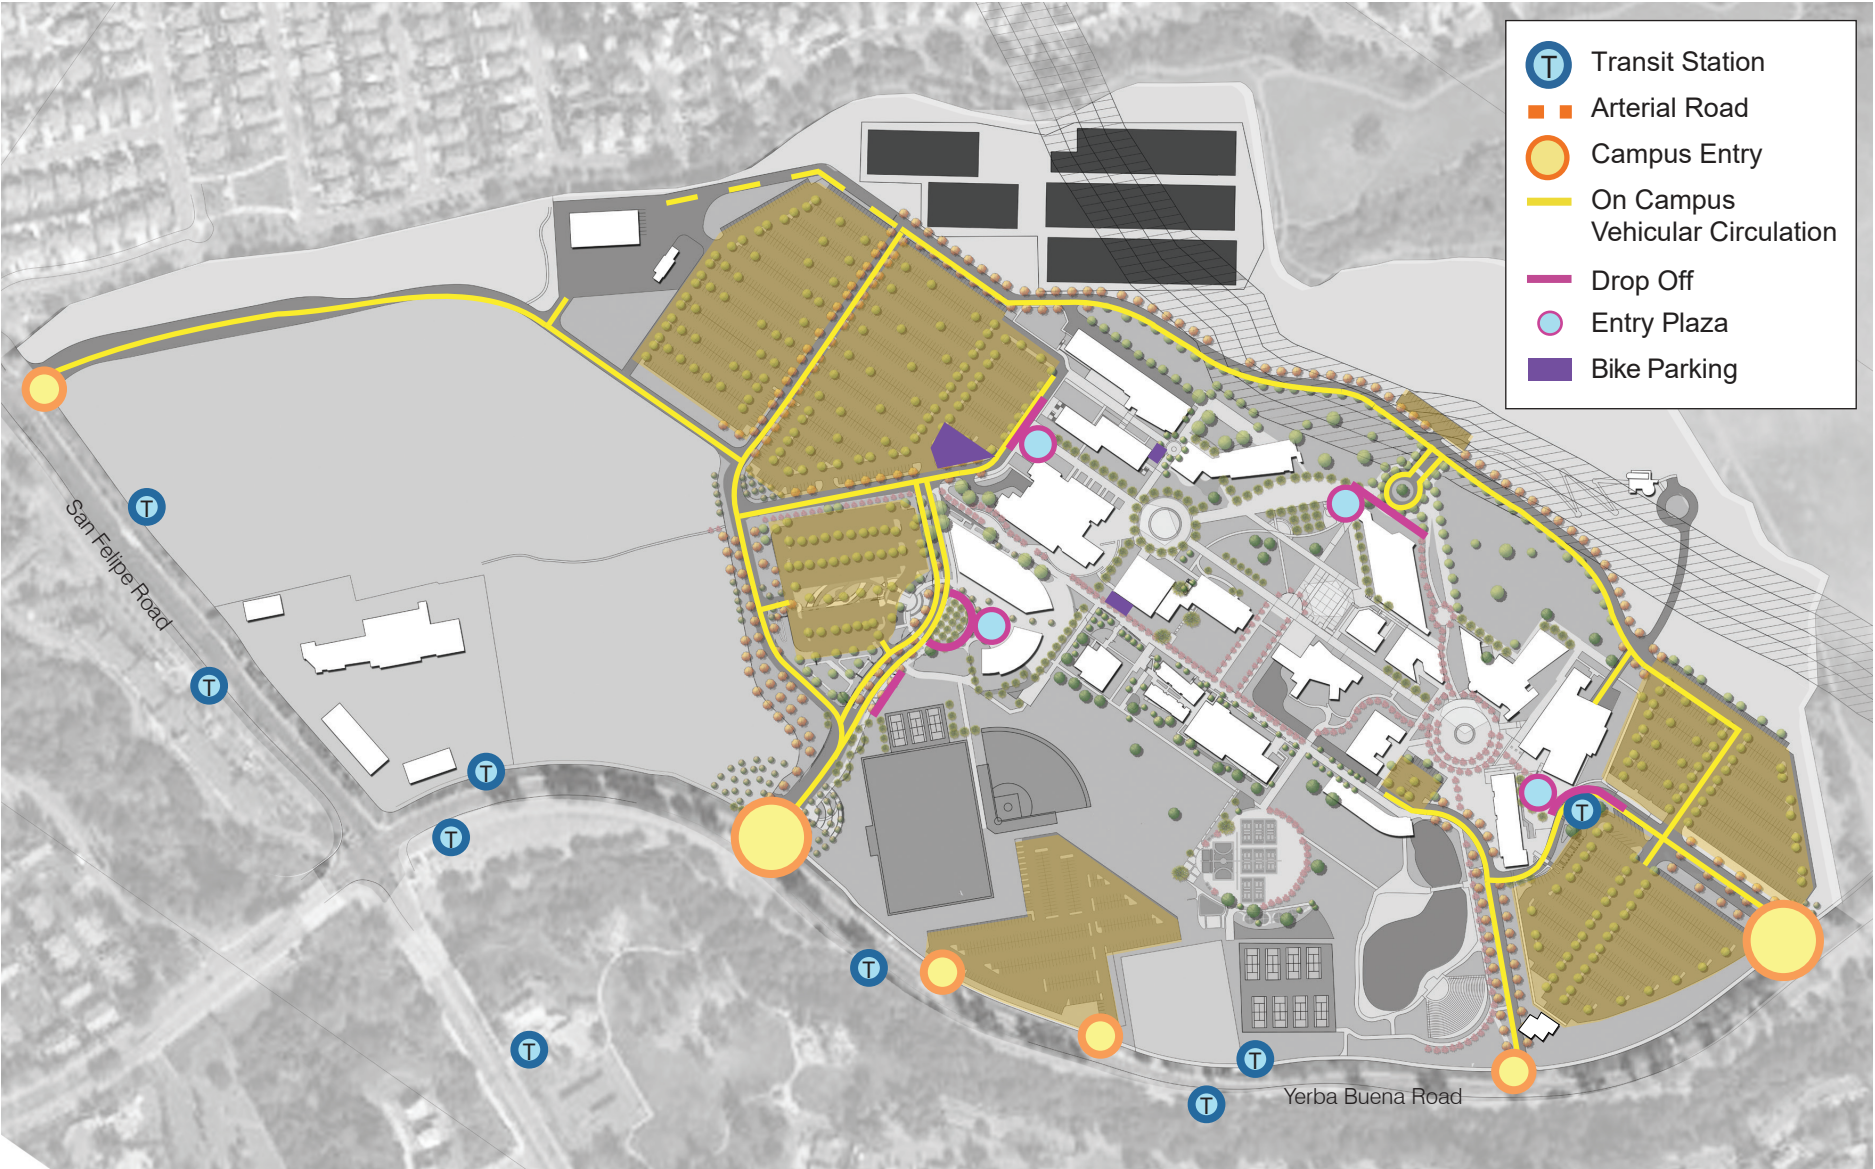 T Transit Station
Arterial Road
Campus Entry
On Campus
Vehicular Circulation
Drop Off
Entry Plaza
Bike Parking
T
San Felipe Road
T
T
T
T
T
T
T
T
Yerba Buena Road
T